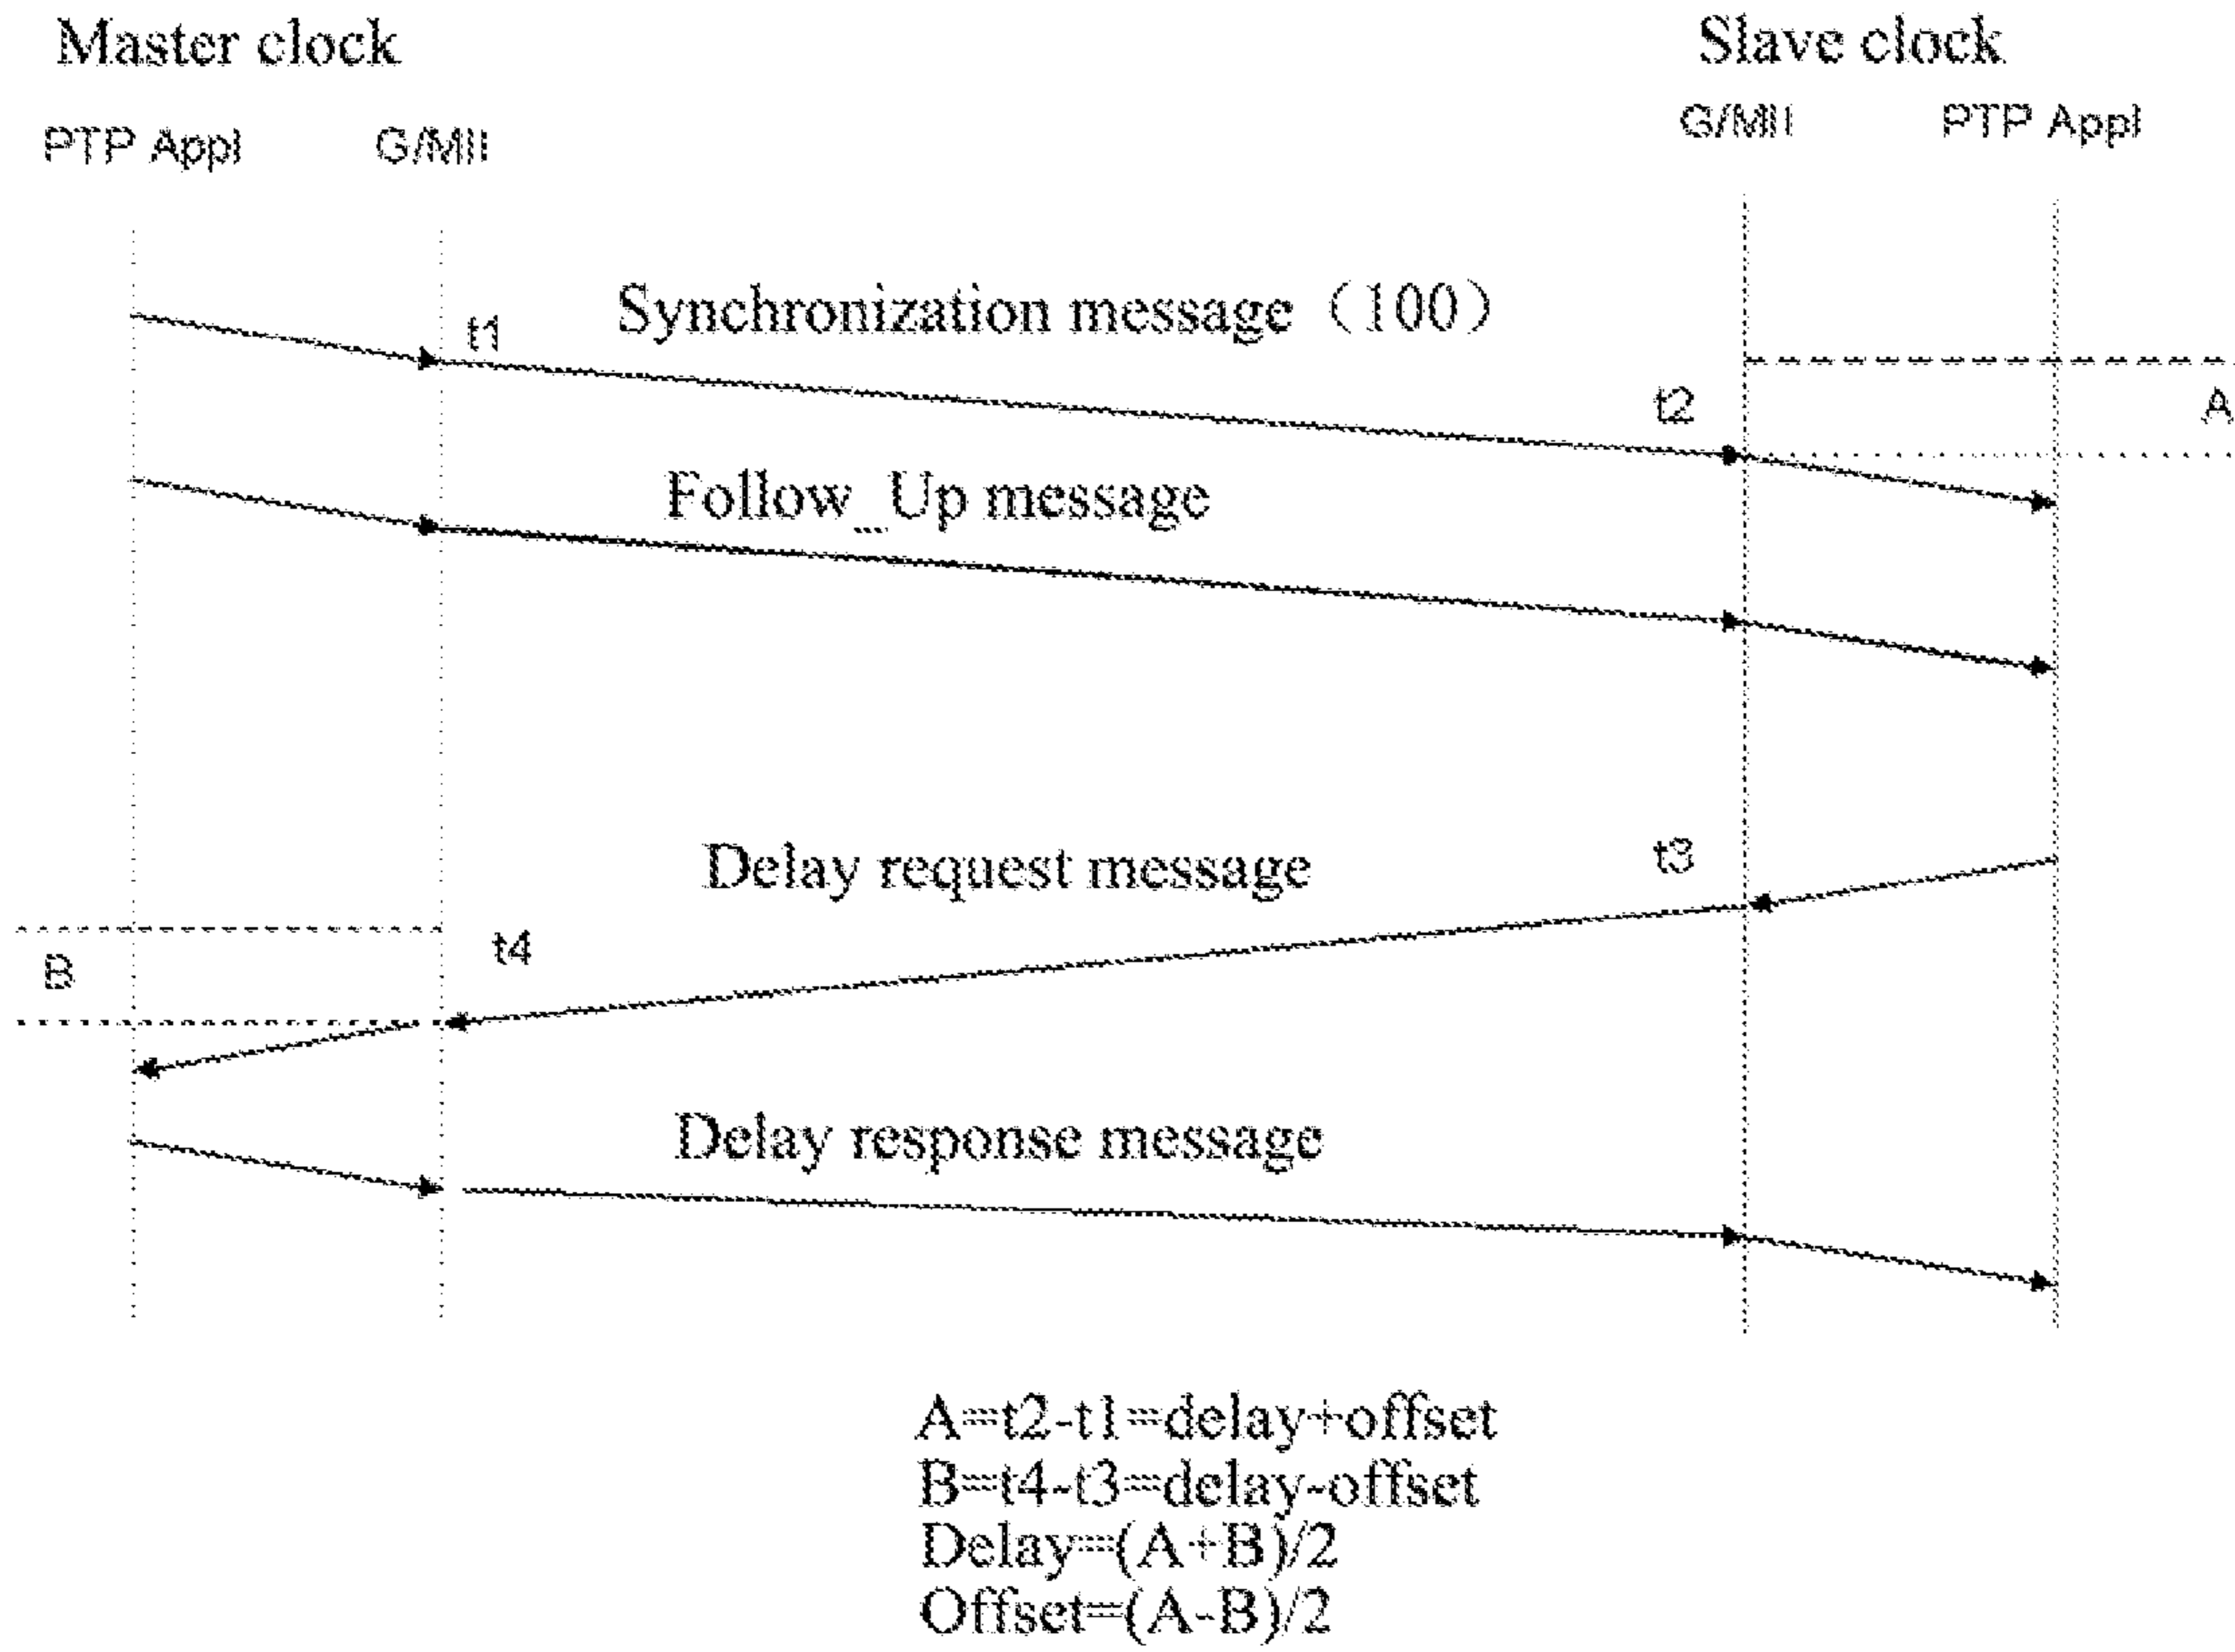 Master clock
Slave clock
PTP Appl
G/MII
G/MII
PTP Appl
Synchronization message（100）
t1
t2
A
Follow_Up message
Delay request message
t3
t4
B
Delay response message
A=t2-t1=delay+offset
B=t4-t3=delay-offset
Delay=(A+B)/2
Offset=(A-B)/2